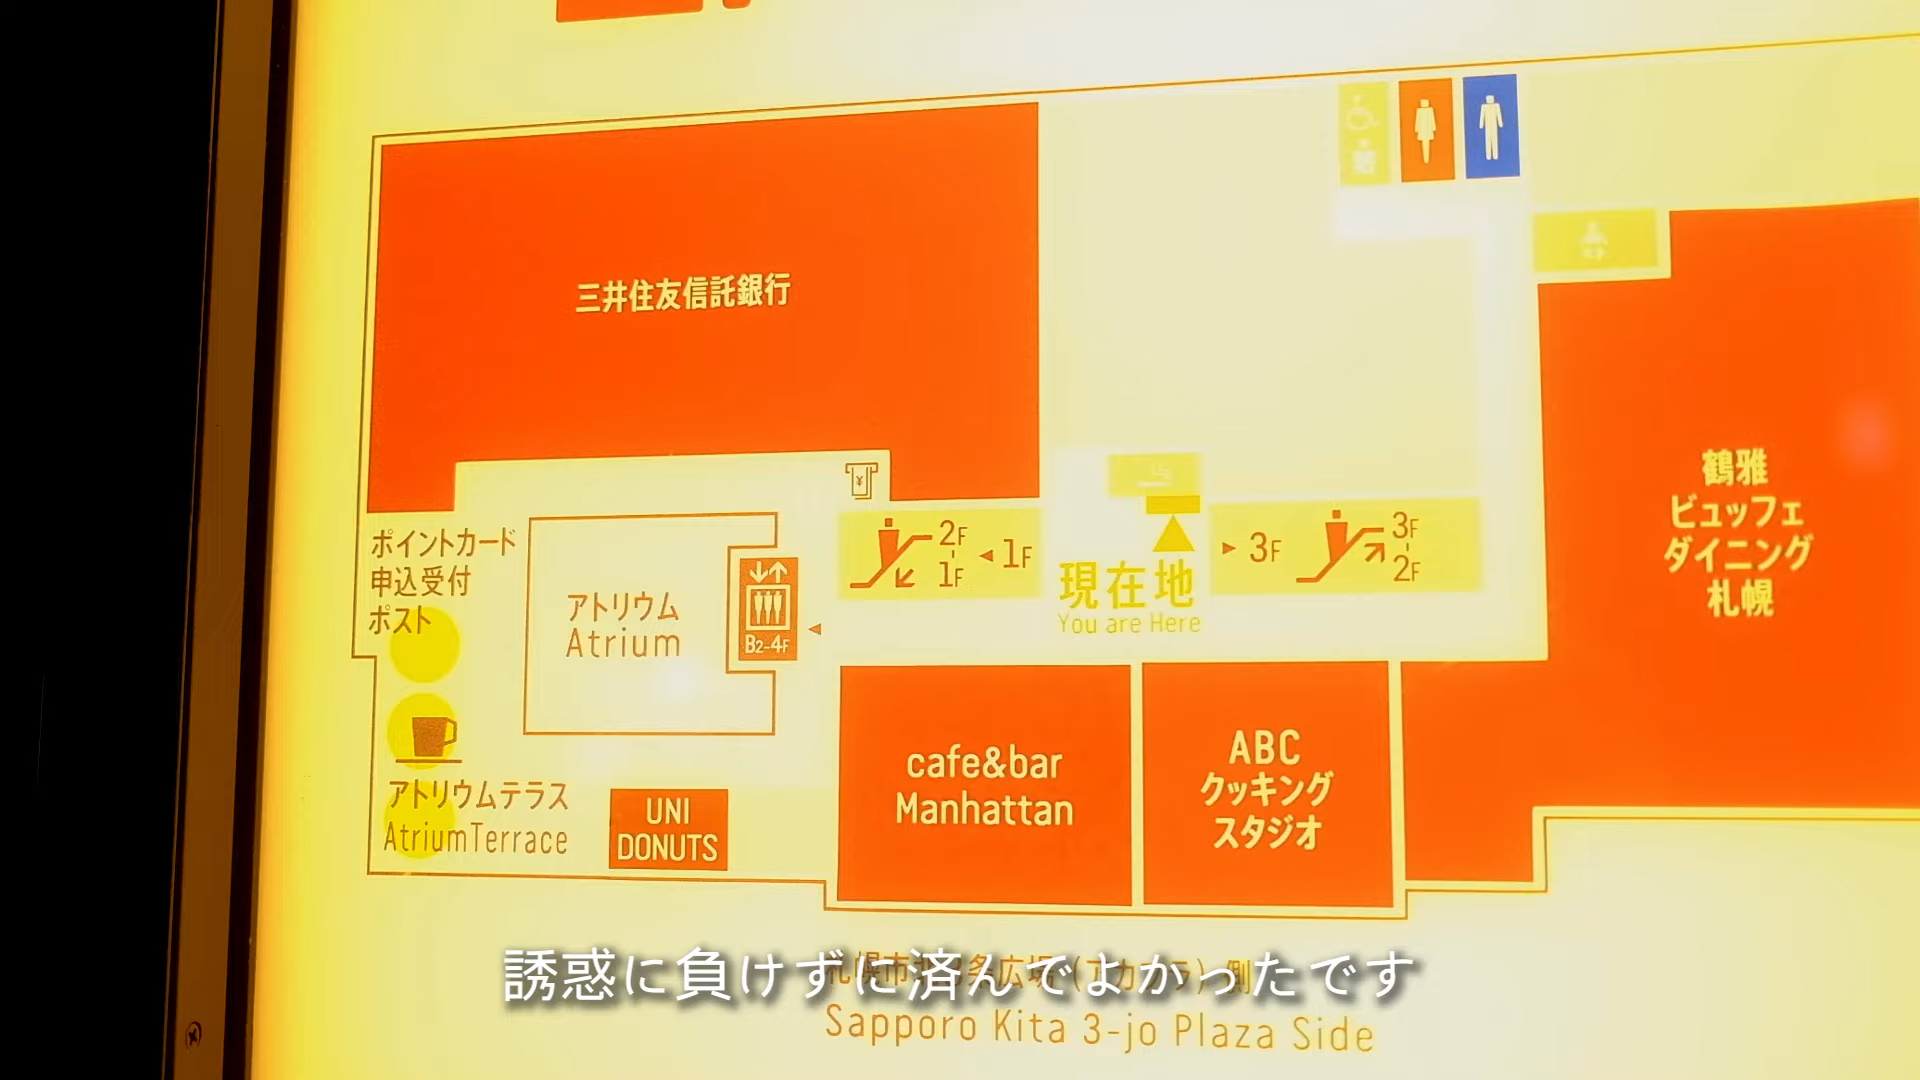 三井住友信託銀行
ポイントカード
申込受付
ポスト
アトリウム
Atrium
B2-4F
2F
1F
1F
現在地
You are Here
3F
3F
2F
鶴雅
ビュッフェ
ダイニング
札幌
アトリウムテラス
AtriumTerrace
UNI
DONUTS
cafe&bar
Manhattan
ABC
クッキング
スタジオ
誘惑に負けずに済んでよかったです
Sapporo Kita 3-jo Plaza Side